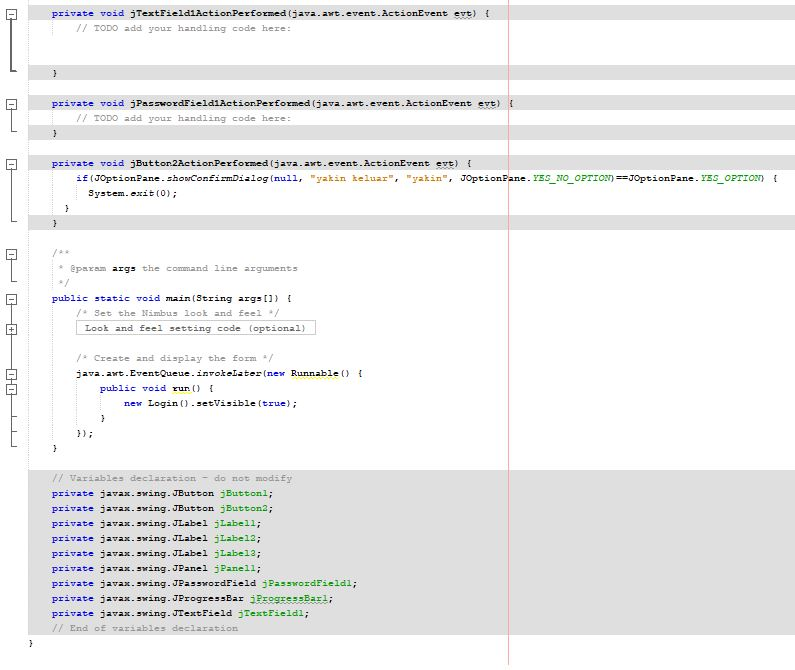 private void jTextField1ActionPerformed(java.awt.event.ActionEvent evt) {
// TODO add your handling code here:
}
private void jPasswordField1ActionPerformed(java.awt.event.ActionEvent evt) {
// TODO add your handling code here:
}
private void jButton2ActionPerformed(java.awt.event.ActionEvent evt) {
if(JOptionPane.showConfirmDialog(null, "yakin keluar", "yakin", JOptionPane.YES_NO_OPTION)==JOptionPane.YES_OPTION) {
System.exit(0);
}
}
/**
* @param args the command line arguments
*/
public static void main(String args[]) {
/* Set the Nimbus look and feel */
Look and feel setting code (optional)
/* Create and display the form */
java.awt.EventQueue.invokeLater(new Runnable() {
public void run() {
new Login().setVisible(true);
}
});
}
// Variables declaration - do not modify
private javax.swing.JButton jButton1;
private javax.swing.JButton jButton2;
private javax.swing.JLabel jLabel1;
private javax.swing.JLabel jLabel2;
private javax.swing.JLabel jLabel3;
private javax.swing.JPanel jPanel1;
private javax.swing.JPasswordField jPasswordField1;
private javax.swing.JProgressBar jProgressBar1;
private javax.swing.JTextField jTextField1;
// End of variables declaration
}